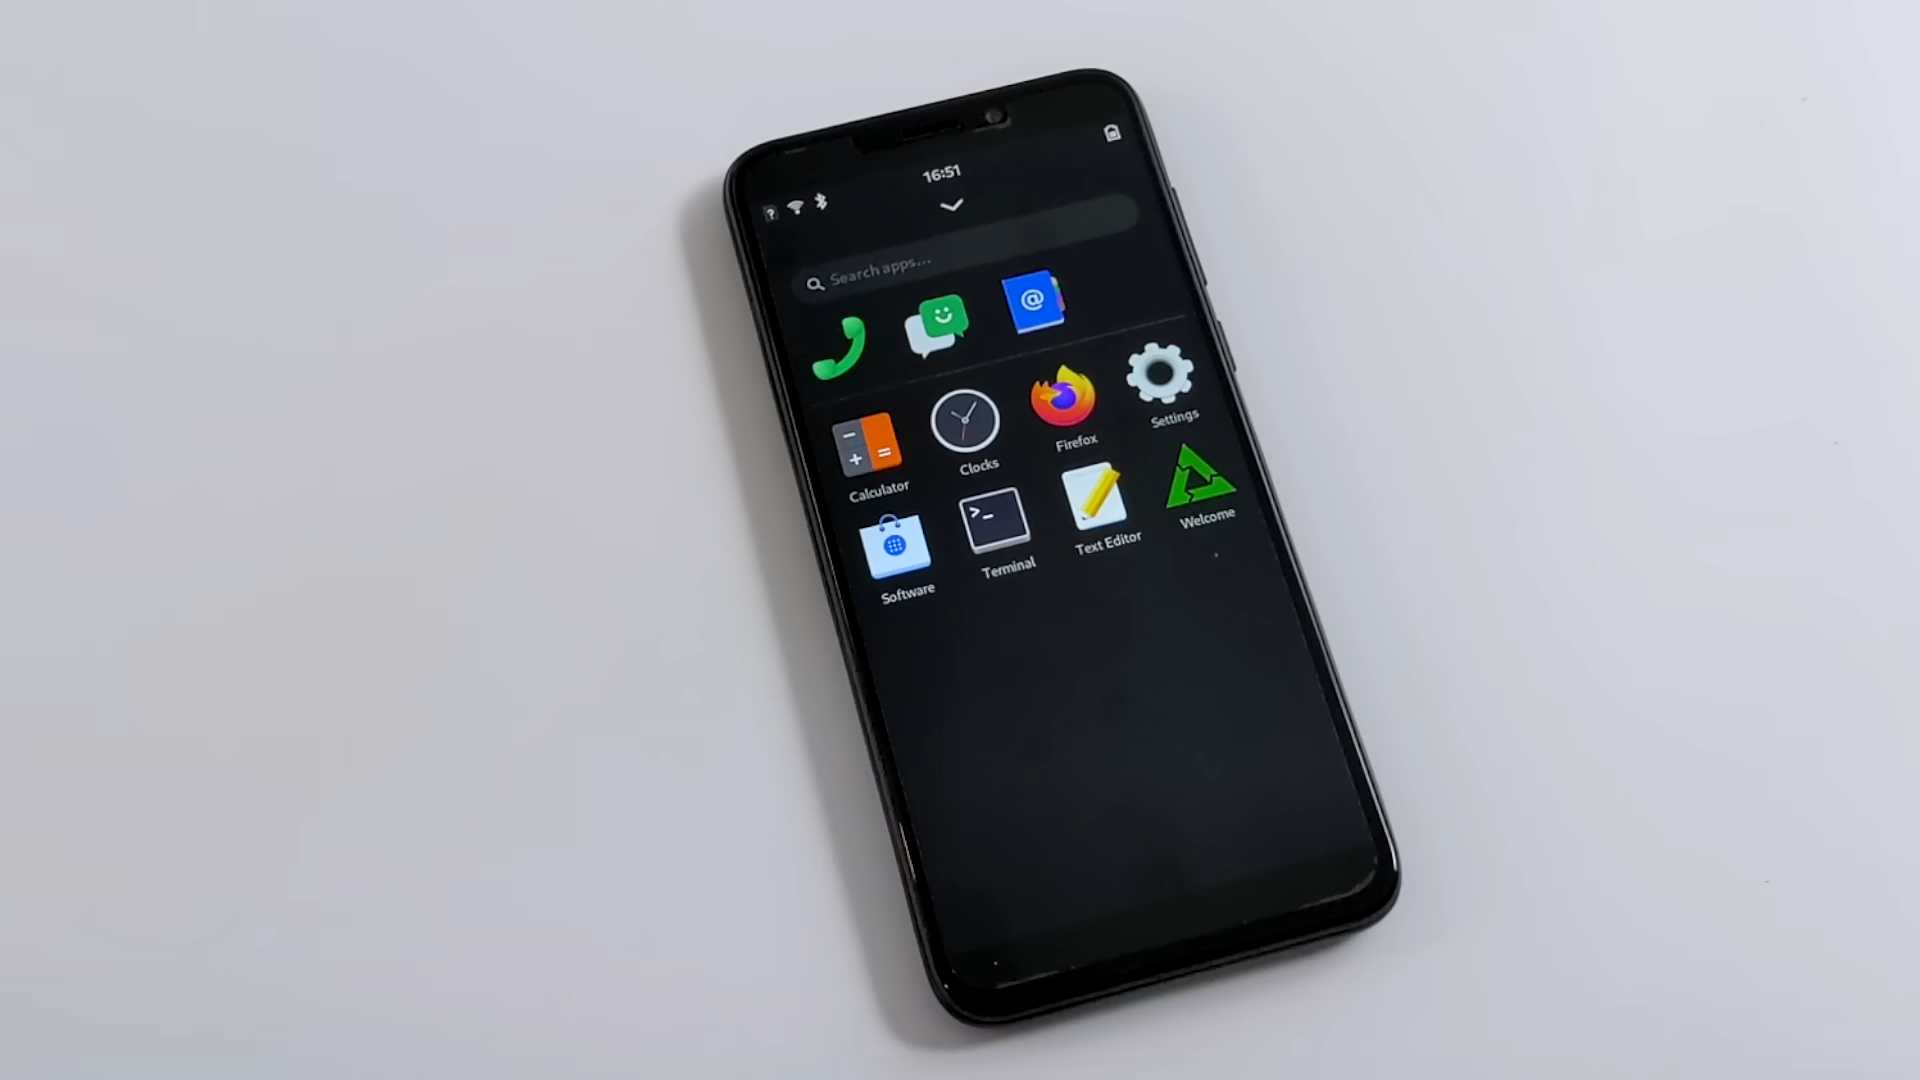 16:51
Search apps...
Calculator
Clocks
Firefox
Settings
Software
Terminal
Text Editor
Welcome